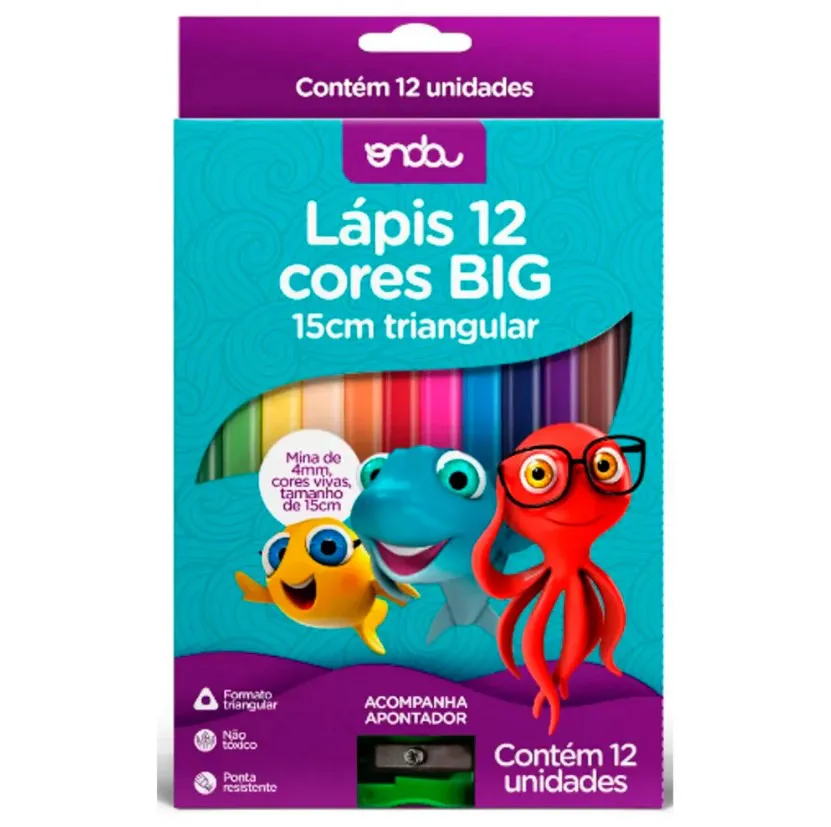 Contém 12 unidades
onda
Lápis 12
cores BIG
15cm triangular
Mina de
4mm,
cores vivas,
tamanho
de 15cm
Formato
triangular
Não
tóxico
Ponta
resistente
ACOMPANHA
APONTADOR
Contém 12
unidades